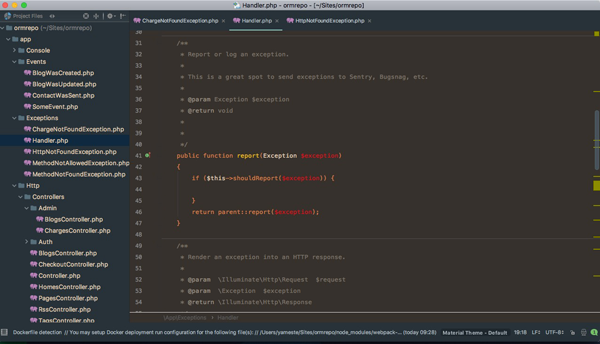 Handler.php - ormrepo - [~/Sites/ormrepo]
Project Files
ChargeNotFoundException.php
Handler.php
HttpNotFoundException.php
ormrepo (~/Sites/ormrepo)
app
Console
Events
BlogWasCreated.php
BlogWasUpdated.php
ContactWasSent.php
SomeEvent.php
Exceptions
ChargeNotFoundException.php
Handler.php
HttpNotFoundException.php
MethodNotAllowedException.php
MethodNotFoundException.php
Http
Controllers
Admin
BlogsController.php
ChargesController.php
Auth
BlogsController.php
CheckoutController.php
Controller.php
HomesController.php
PagesController.php
RssController.php
TagsController.php
30
31 /**
32 * Report or log an exception.
33 *
34 * This is a great spot to send exceptions to Sentry, Bugsnag, etc.
35 *
36 * @param Exception $exception
37 * @return void
38 *
39 *
40 */
41 public function report(Exception $exception)
42 {
43 if ($this->shouldReport($exception)) {
44
45 }
46 return parent::report($exception);
47 }
48
49 /**
50 * Render an exception into an HTTP response.
51 *
52 * @param \Illuminate\Http\Request $request
53 * @param \Exception $exception
54 * @return \Illuminate\Http\Response
\App\Exceptions › Handler
Dockerfile detection // You may setup Docker deployment run configuration for the following file(s): // /Users/yameste/Sites/ormrepo/node_modules/webpack-... (today 09:28) Material Theme - Default 19:18 LF÷ UTF-8÷